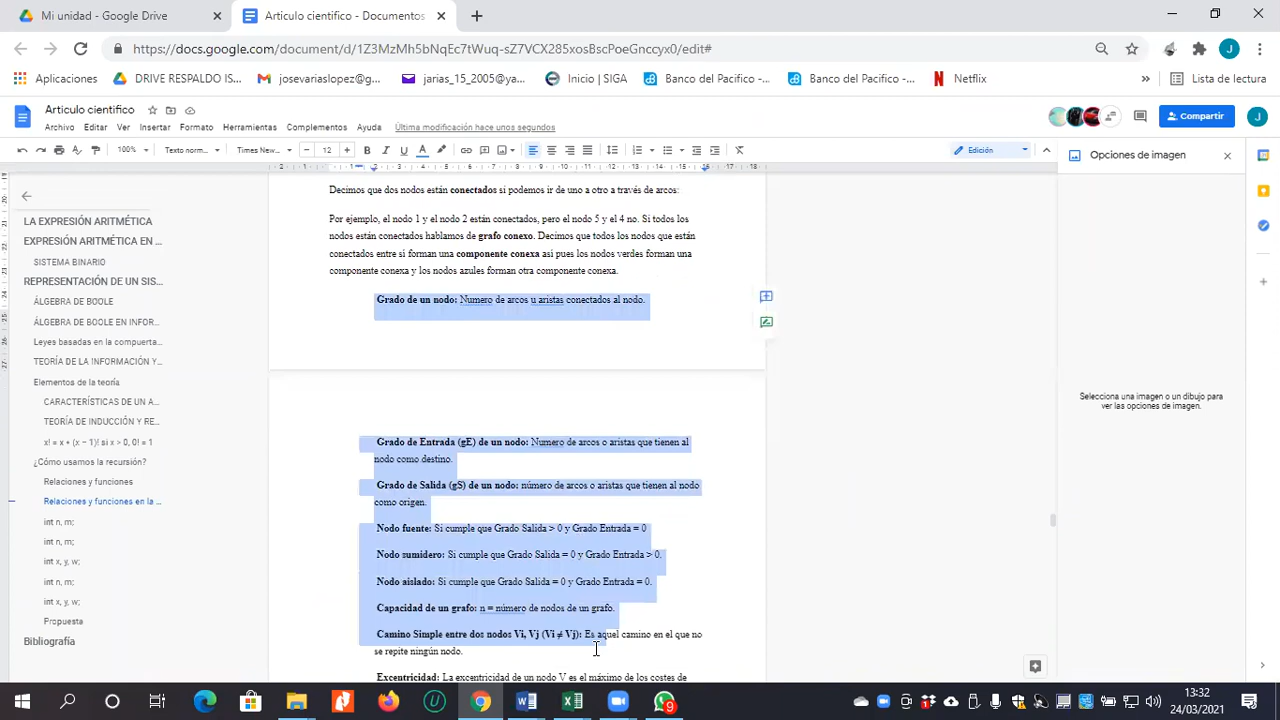 Mi unidad - Google Drive
Articulo cientifico - Documentos
https://docs.google.com/document/d/1Z3MzMh5bNqEc7tWuq-sZ7VCX285xosBscPoeGnccyx0/edit#
J
Aplicaciones
DRIVE RESPALDO IS...
josevariaslopez@g...
jarias_15_2005@ya...
Inicio | SIGA
Banco del Pacifico -...
Banco del Pacifico -...
Netflix
»
Lista de lectura
Articulo cientifico
Archivo Editar Ver Insertar Formato Herramientas Complementos Ayuda Última modificación hace unos segundos
Compartir
J
100% Texto norm... Times New... 12
Edición
Opciones de imagen
LA EXPRESIÓN ARITMÉTICA
EXPRESIÓN ARITMÉTICA EN ...
SISTEMA BINARIO
REPRESENTACIÓN DE UN SIS...
ÁLGEBRA DE BOOLE
ÁLGEBRA DE BOOLE EN INFOR...
Leyes basadas en la compuerta...
TEORÍA DE LA INFORMACIÓN Y...
Elementos de la teoría
CARACTERÍSTICAS DE UN A...
TEORÍA DE INDUCCIÓN Y RE...
x! = x + (x – 1)! si x > 0, 0! = 1
¿Cómo usamos la recursión?
Relaciones y funciones
Relaciones y funciones en la ...
int n, m;
int n, m;
int x, y, w;
int n, m;
int x, y, w;
Propuesta
Bibliografía
Decimos que dos nodos están conectados si podemos ir de uno a otro a través de arcos:
Por ejemplo, el nodo 1 y el nodo 2 están conectados, pero el nodo 5 y el 4 no. Si todos los
nodos están conectados hablamos de grafo conexo. Decimos que todos los nodos que están
conectados entre sí forman una componente conexa así pues los nodos verdes forman una
componente conexa y los nodos azules forman otra componente conexa.
Grado de un nodo: Numero de arcos u aristas conectados al nodo.
Grado de Entrada (gE) de un nodo: Numero de arcos o aristas que tienen al
nodo como destino.
Grado de Salida (gS) de un nodo: número de arcos o aristas que tienen al nodo
como origen.
Nodo fuente: Si cumple que Grado Salida > 0 y Grado Entrada = 0
Nodo sumidero: Si cumple que Grado Salida = 0 y Grado Entrada > 0.
Nodo aislado: Si cumple que Grado Salida = 0 y Grado Entrada = 0.
Capacidad de un grafo: n = número de nodos de un grafo.
Camino Simple entre dos nodos Vi, Vj (Vi ≠ Vj): Es aquel camino en el que no
se repite ningún nodo.
Excentricidad: La excentricidad de un nodo V es el máximo de los costes de
Selecciona una imagen o un dibujo para
ver las opciones de imagen.
9
13:32
24/03/2021